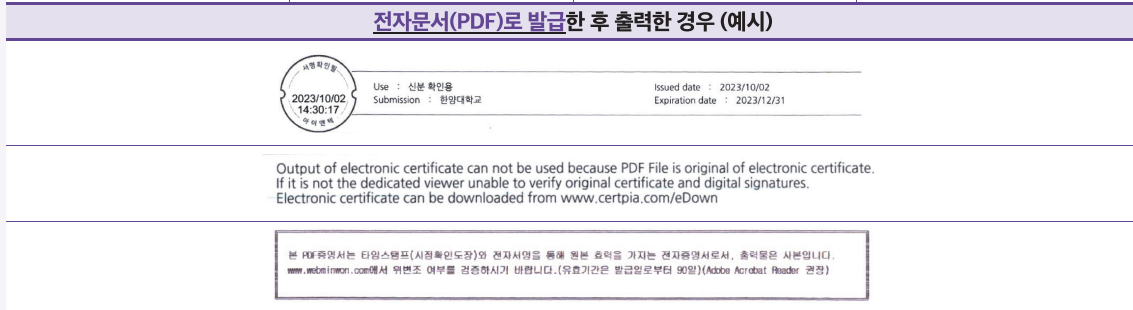 전자문서(PDF)로 발급한 후 출력한 경우 (예시)
서명확인필
2023/10/02
14:30:17
아이앤텍
Use : 신분 확인용
Submission : 한양대학교
Issued date : 2023/10/02
Expiration date : 2023/12/31
Output of electronic certificate can not be used because PDF File is original of electronic certificate.
If it is not the dedicated viewer unable to verify original certificate and digital signatures.
Electronic certificate can be downloaded from www.certpia.com/eDown
본 PDF증명서는 타임스탬프(시점확인도장)와 전자서명을 통해 원본 효력을 가지는 전자증명서로서, 출력물은 사본입니다.
www.webminwon.com에서 위변조 여부를 검증하시기 바랍니다.(유효기간은 발급일로부터 90일)(Adobe Acrobat Reader 권장)